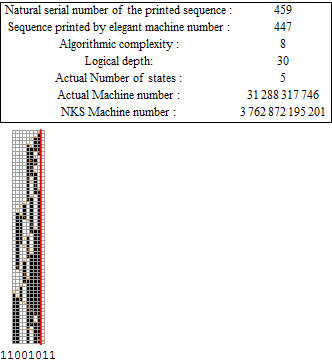 Natural serial number of the printed sequence : 459
Sequence printed by elegant machine number : 447
Algorithmic complexity : 8
Logical depth: 30
Actual Number of states : 5
Actual Machine number : 31 288 317 746
NKS Machine number : 3 762 872 195 201
11001011